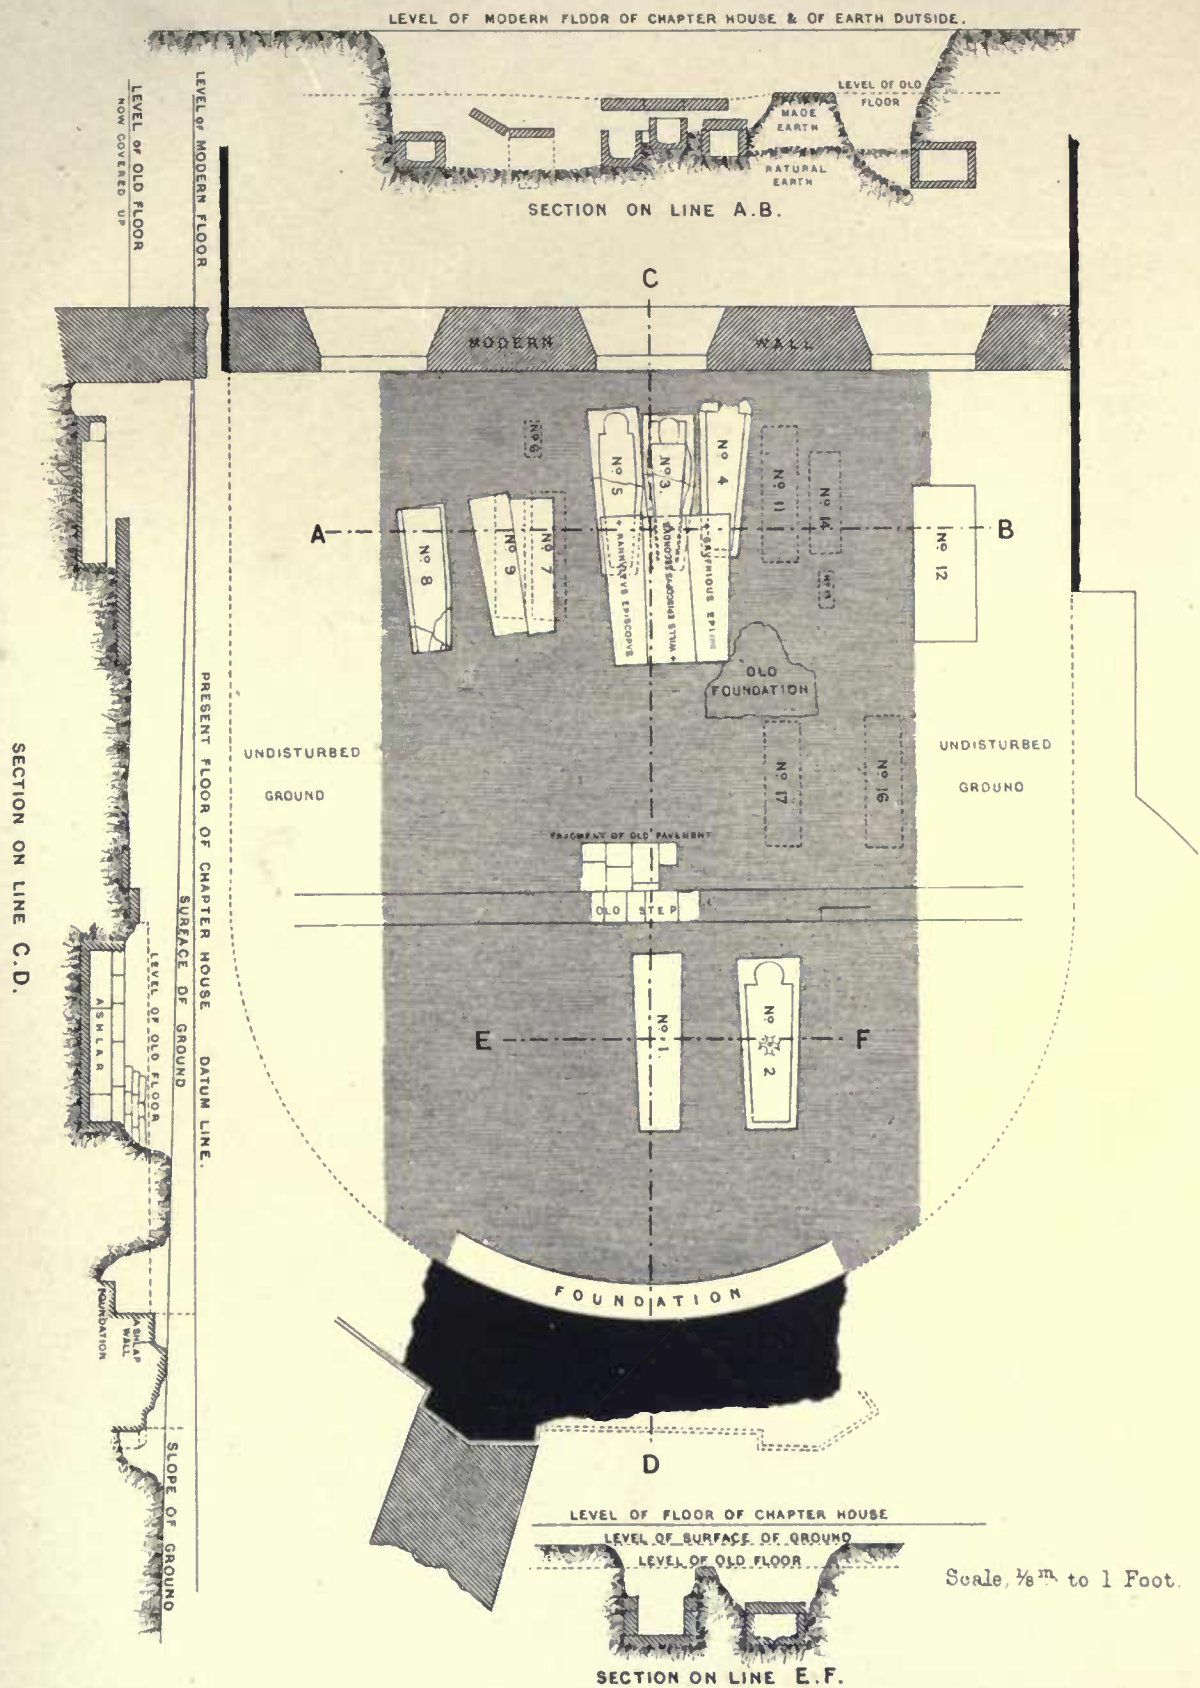 LEVEL OF MODERN FLOOR OF CHAPTER HOUSE & OF EARTH OUTSIDE.
LEVEL OF OLD
FLOOR
MADE
EARTH
NATURAL
EARTH
SECTION ON LINE A.B.
LEVEL OF MODERN FLOOR
LEVEL OF OLD FLOOR
NOW COVERED UP
C
MODERN
WALL
No. 6
No. 5
No. 3.
No. 4
No. 11
No. 14
No. 12
A
B
No. 8
No. 9
No. 7
+ RANNVLFVS EPISCOPVS
+ WILLS EPISCOPVS
OLD
FOUNDATION
UNDISTURBED
GROUND
UNDISTURBED
GROUND
No. 17
No. 16
FRAGMENT OF OLD PAVEMENT
OLD STEP
E
No. 1.
No. 2
F
FOUNDATION
D
PRESENT FLOOR OF CHAPTER HOUSE DATUM LINE.
SURFACE OF GROUND
LEVEL OF OLD FLOOR
ASHLAR
ASHLAR
WALL
FOUNDATION
SLOPE OF GROUND
SECTION ON LINE C.D.
LEVEL OF FLOOR OF CHAPTER HOUSE
LEVEL OF SURFACE OF GROUND
LEVEL OF OLD FLOOR
Scale, 1/8 in to 1 Foot.
SECTION ON LINE E.F.